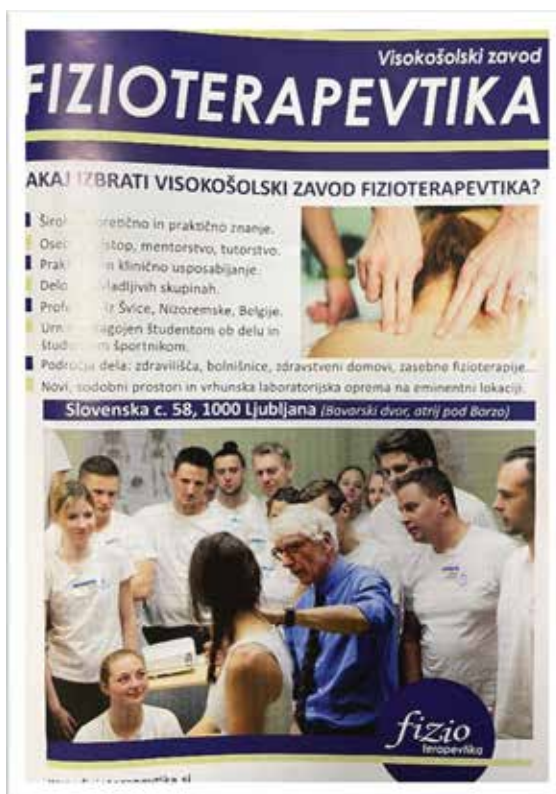 Visokošolski zavod
FIZIOTERAPEVTIKA
AKAJ IZBRATI VISOKOŠOLSKI ZAVOD FIZIOTERAPEVTIKA?
in praktično znanje.
mentorstvo, tutorstvo.
klinično usposabljanje.
skupinah.
iz Švice, Nizozemske, Belgije.
študentom ob delu in
športnikom.
Področja dela: zdravilišča, bolnišnice, zdravstveni domovi, zasebne fizioterapije...
Novi, sodobni prostori in vrhunska laboratorijska oprema na eminentni lokaciji.
Slovenska c. 58, 1000 Ljubljana (Bavarski dvor, atrij pod Borzo)
fizio
terapevtika